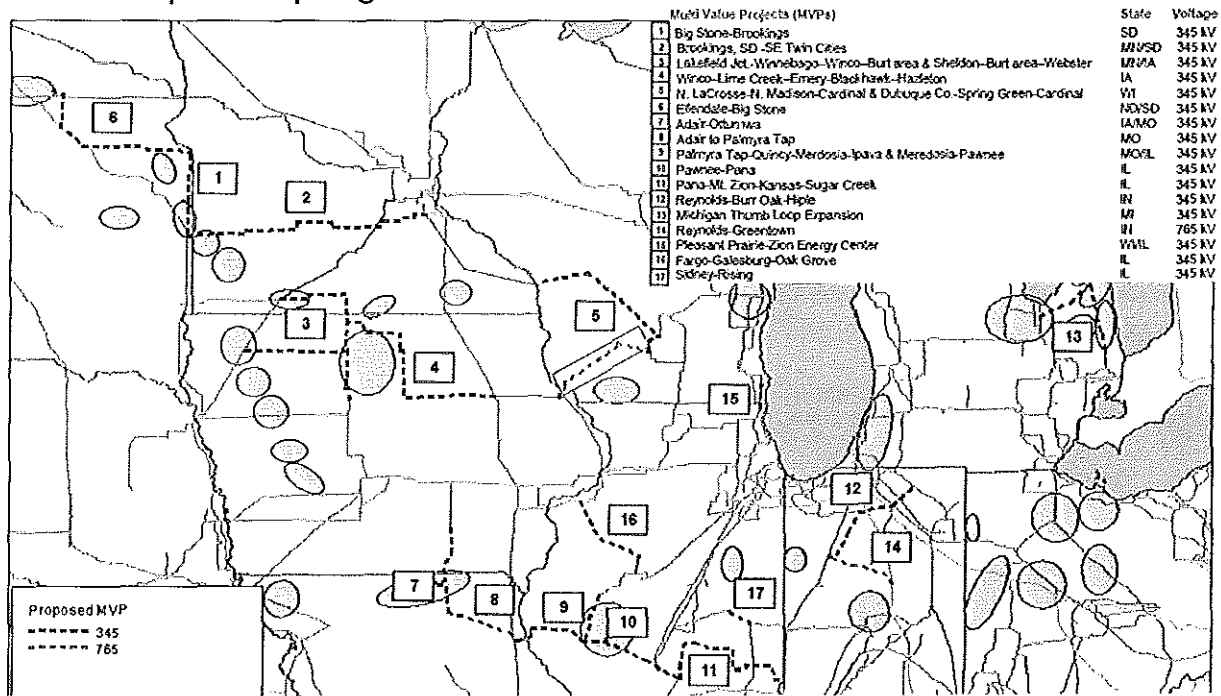 Multi Value Projects (MVPs) State Voltage
1 Big Stone-Brookings SD 345 kV
2 Brookings, SD -SE Twin Cities MN/SD 345 kV
3 Lakefield Jct.-Winnebago-Winco-Burt area & Sheldon-Burt area-Webster MN/IA 345 kV
4 Winco-Lime Creek-Emery-Blackhawk-Hazleton IA 345 kV
5 N. LaCrosse-N. Madison-Cardinal & Dubuque Co.-Spring Green-Cardinal WI 345 kV
6 Ellendale-Big Stone ND/SD 345 kV
7 Adair-Ottumwa IA/MO 345 kV
8 Adair to Palmyra Tap MO 345 kV
9 Palmyra Tap-Quincy-Merdosia-Ipava & Meredosia-Pawnee MO/IL 345 kV
10 Pawnee-Pana IL 345 kV
11 Pana-Mt. Zion-Kansas-Sugar Creek IL 345 kV
12 Reynolds-Burr Oak-Hiple IN 345 kV
13 Michigan Thumb Loop Expansion MI 345 kV
14 Reynolds-Greentown IN 765 kV
15 Pleasant Prairie-Zion Energy Center WI/IL 345 kV
16 Fargo-Galesburg-Oak Grove IL 345 kV
17 Sidney-Rising IL 345 kV
6
1
2
3
4
5
13
15
12
16
14
7
8
9
10
17
11
Proposed MVP
345
765